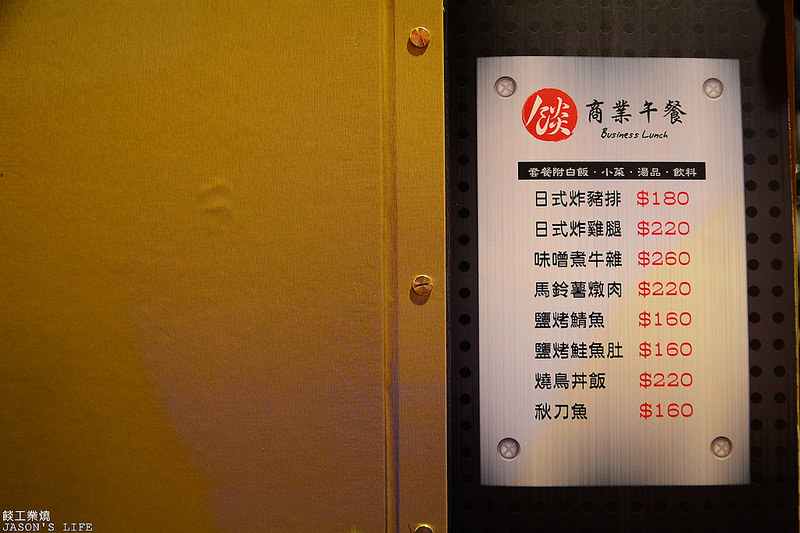 餤 商業午餐
Business Lunch
套餐附白飯·小菜·湯品·飲料
日式炸豬排 $180
日式炸雞腿 $220
味噌煮牛雜 $260
馬鈴薯燉肉 $220
鹽烤鯖魚 $160
鹽烤鮭魚肚 $160
燒鳥丼飯 $220
秋刀魚 $160
餤工業燒
JASON'S LIFE